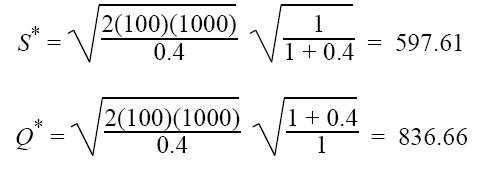 S* = √(2(100)(1000)/0.4) √(1/(1 + 0.4)) = 597.61
Q* = √(2(100)(1000)/0.4) √((1 + 0.4)/1) = 836.66